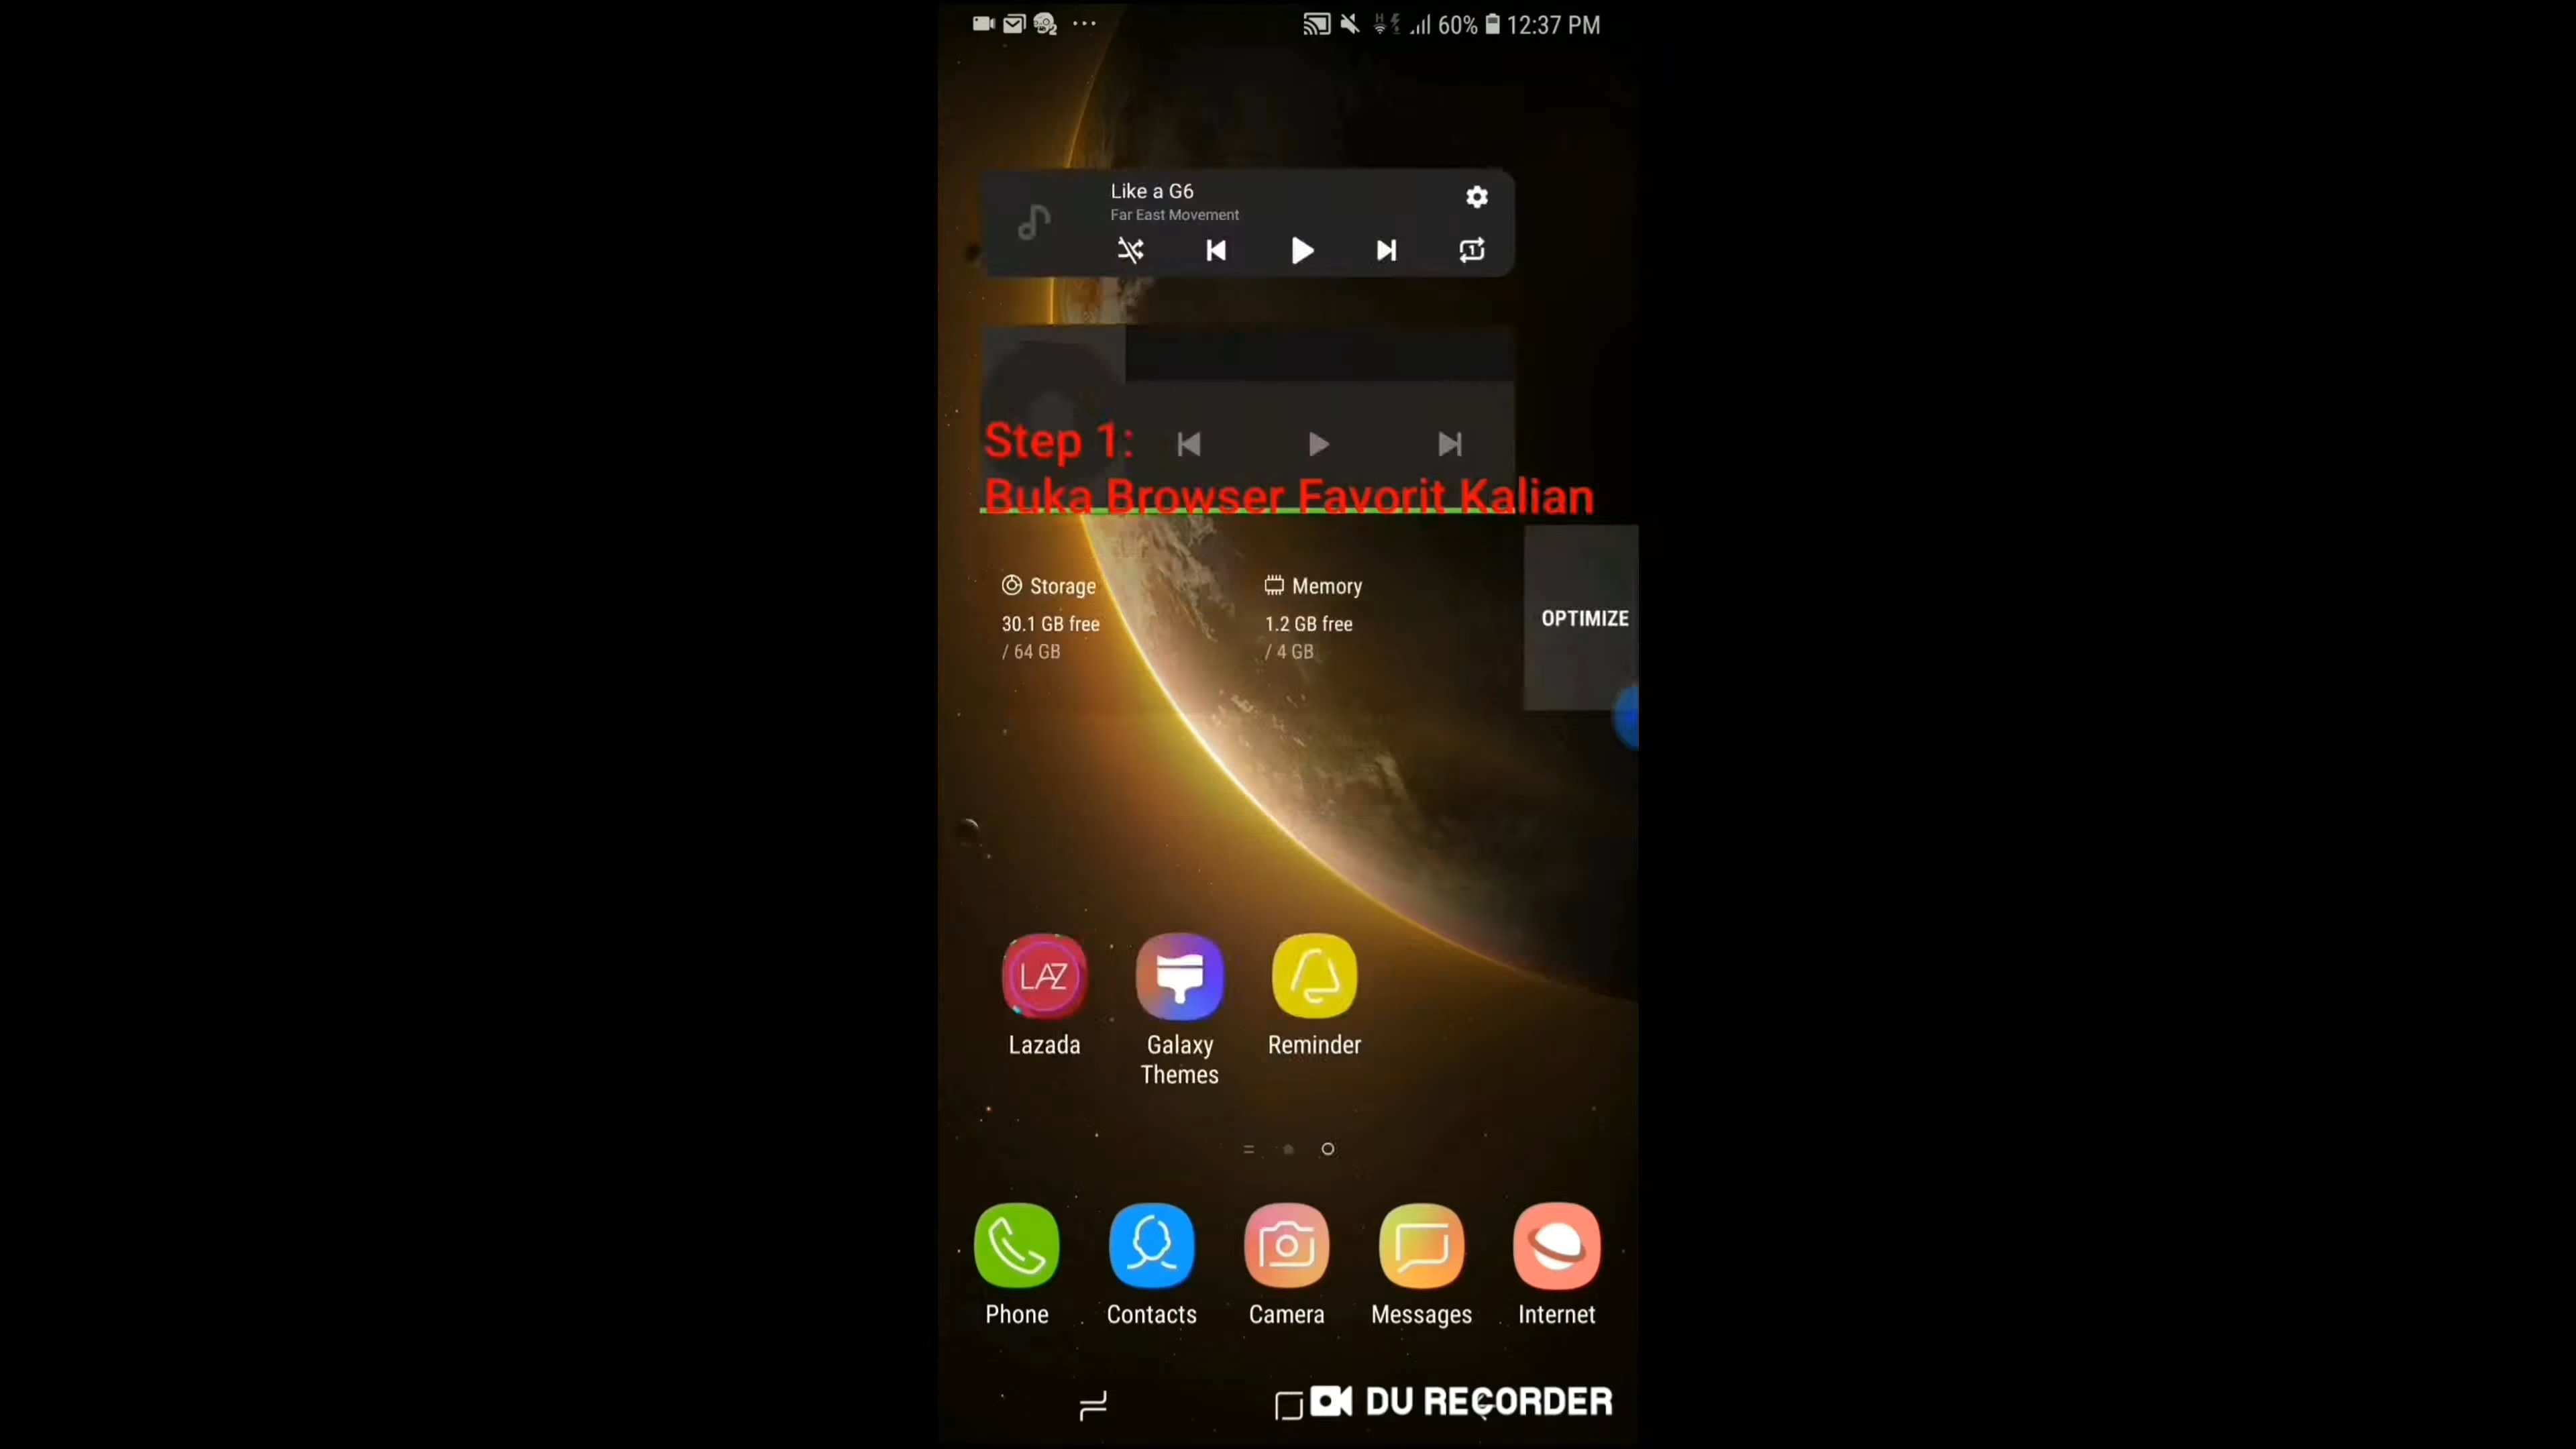 60% 12:37 PM
Like a G6
Far East Movement
Step 1:
Buka Browser Favorit Kalian
Storage
30.1 GB free
/ 64 GB
Memory
1.2 GB free
/ 4 GB
OPTIMIZE
LAZ
Lazada
Galaxy
Themes
Reminder
Phone
Contacts
Camera
Messages
Internet
DU RECORDER